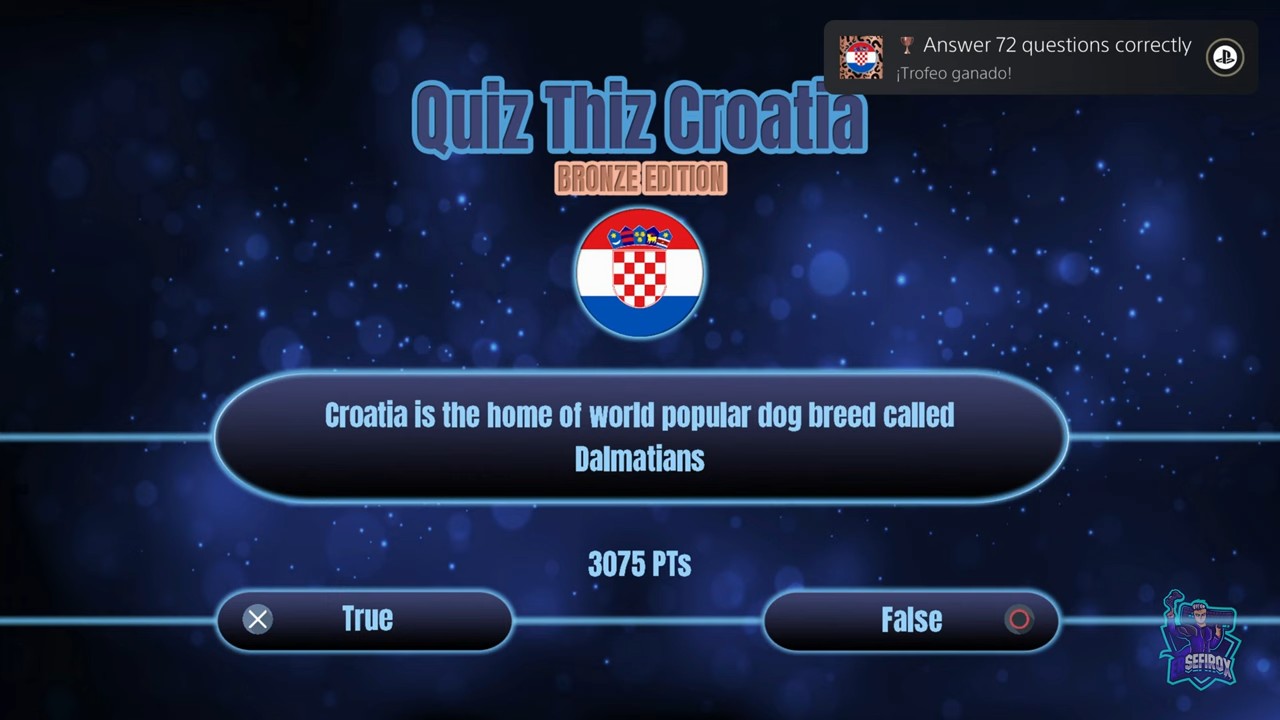 Answer 72 questions correctly
¡Trofeo ganado!
Quiz Thiz Croatia
BRONZE EDITION
Croatia is the home of world popular dog breed called
Dalmatians
3075 PTs
True
False
SEFIROX